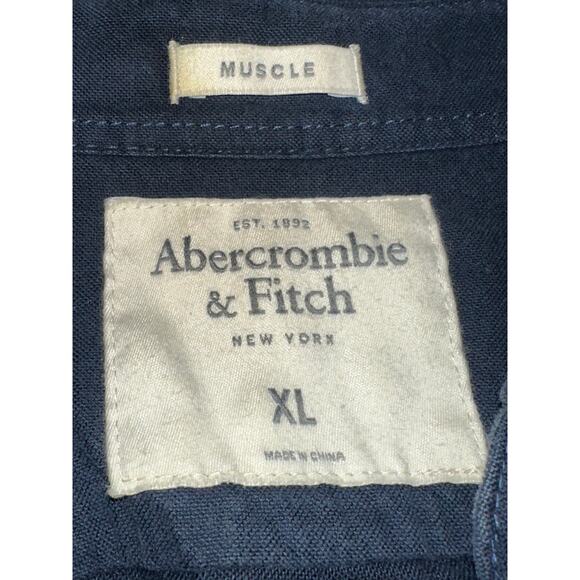 MUSCLE
EST. 1892
Abercrombie
& Fitch
NEW YORK
XL
MADE IN CHINA